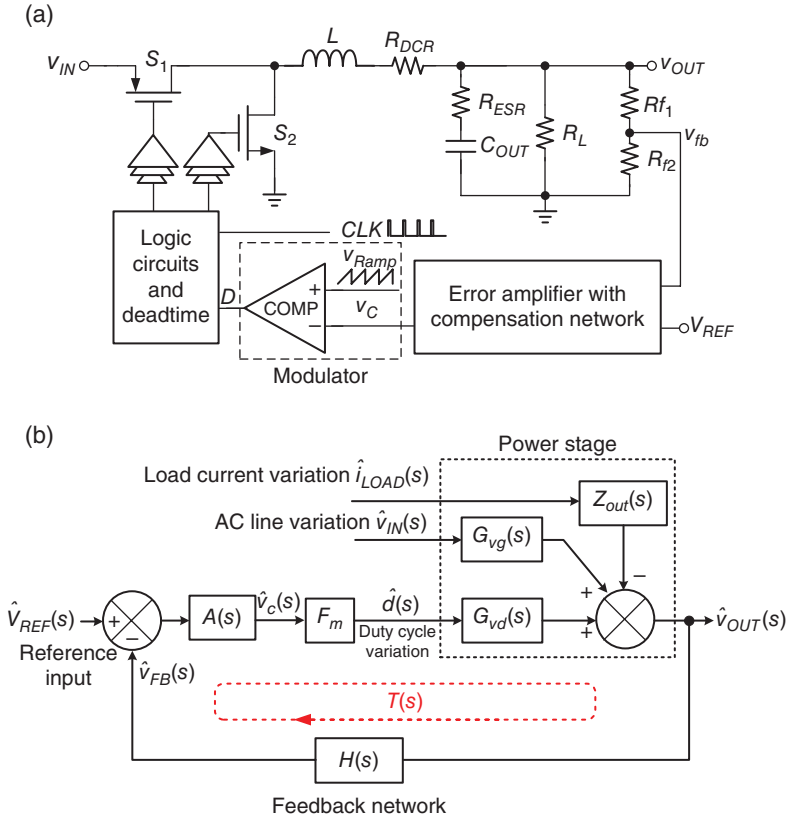 (a)
v_IN
S_1
L
R_DCR
v_OUT
R_ESR
C_OUT
R_L
Rf_1
v_fb
R_f2
S_2
Logic
circuits
and
deadtime
CLK
D
COMP
+
−
v_Ramp
v_C
Modulator
Error amplifier with
compensation network
V_REF
(b)
Power stage
Load current variation î_LOAD(s)
Z_out(s)
AC line variation v̂_IN(s)
G_vg(s)
−
+
+
V̂_REF(s)
Reference
input
+
−
A(s)
v̂_c(s)
F_m
d̂(s)
Duty cycle
variation
G_vd(s)
v̂_OUT(s)
v̂_FB(s)
T(s)
H(s)
Feedback network